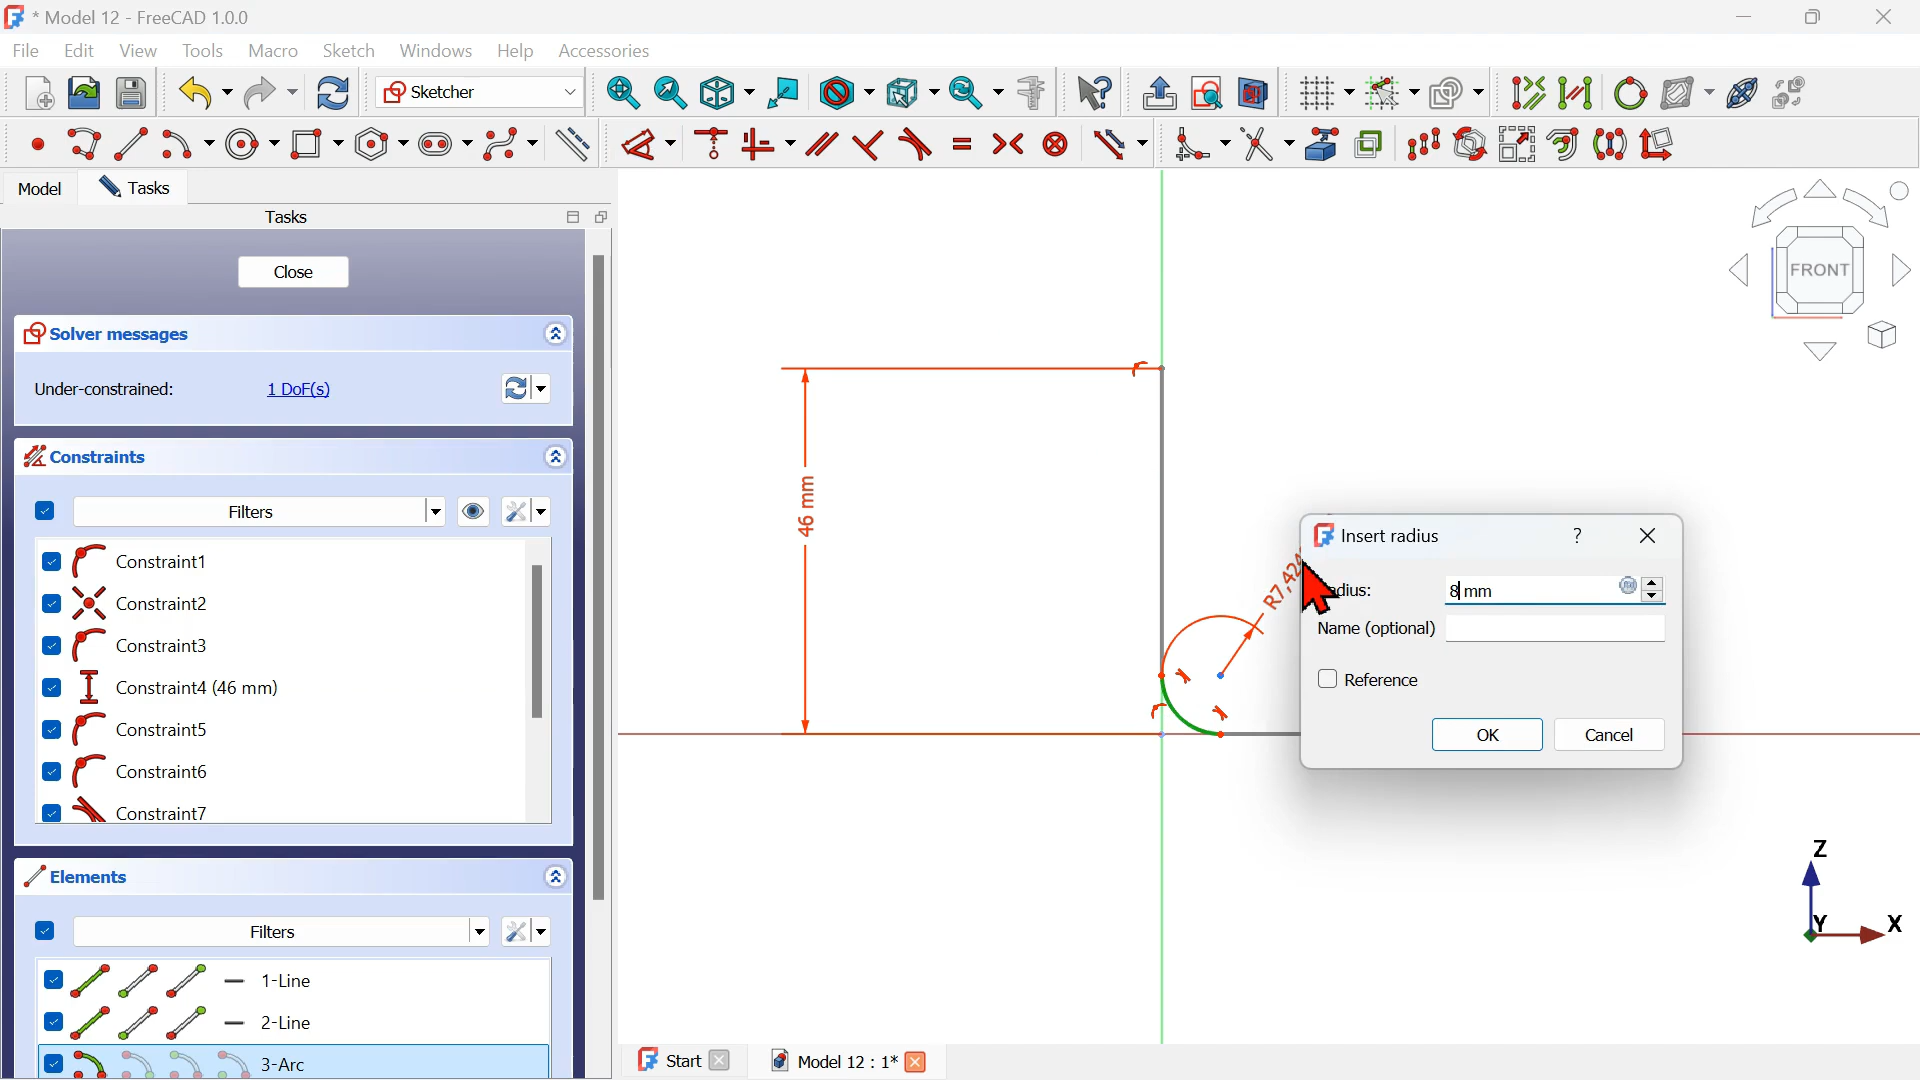 * Model 12 - FreeCAD 1.0.0
File Edit View Tools Macro Sketch Windows Help Accessories
Sketcher
Model Tasks
Tasks
Close
Solver messages
Under-constrained: 1 DoF(s)
Constraints
Filters
Constraint1
Constraint2
Constraint3
Constraint4 (46 mm)
Constraint5
Constraint6
Constraint7
Elements
Filters
1-Line
2-Line
3-Arc
46 mm
R7,424
FRONT
Insert radius ?
dius: 8 mm
Name (optional)
Reference
OK Cancel
Z
Y X
Start Model 12 : 1*